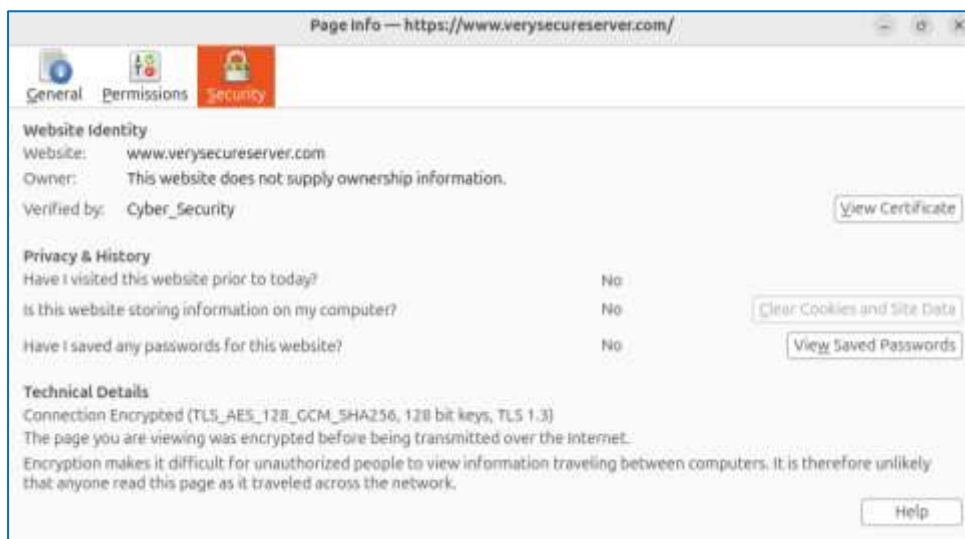 Page Info — https://www.verysecureserver.com/
General Permissions Security
Website Identity
Website: www.verysecureserver.com
Owner: This website does not supply ownership information.
Verified by: Cyber_Security View Certificate
Privacy & History
Have I visited this website prior to today? No
Is this website storing information on my computer? No Clear Cookies and Site Data
Have I saved any passwords for this website? No View Saved Passwords
Technical Details
Connection Encrypted (TLS_AES_128_GCM_SHA256, 128 bit keys, TLS 1.3)
The page you are viewing was encrypted before being transmitted over the Internet.
Encryption makes it difficult for unauthorized people to view information traveling between computers. It is therefore unlikely
that anyone read this page as it traveled across the network.
Help